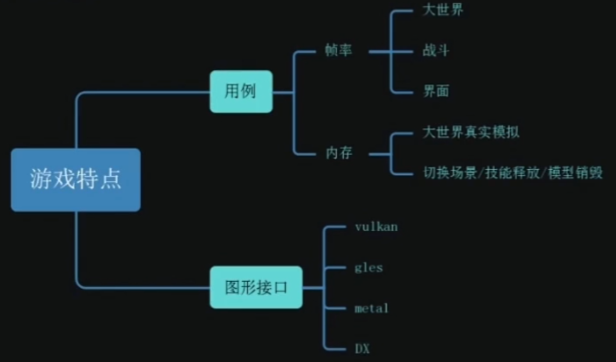 游戏特点
用例
帧率
大世界
战斗
界面
内存
大世界真实模拟
切换场景/技能释放/模型销毁
图形接口
vulkan
gles
metal
DX